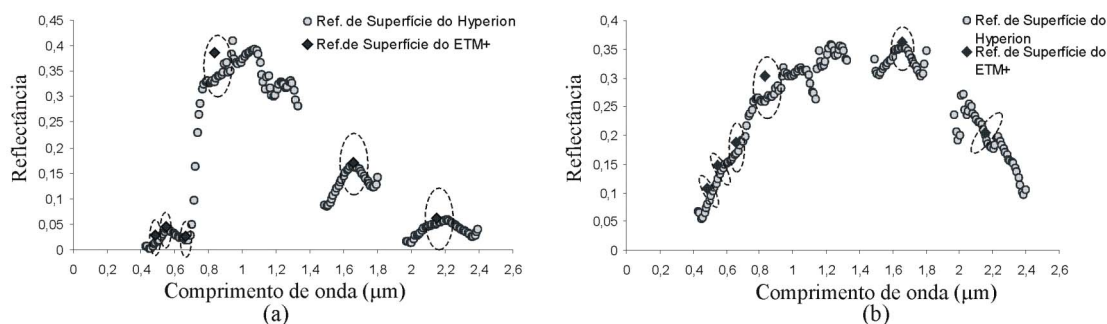 0,45
0,4
0,35
0,3
0,25
0,2
0,15
0,1
0,05
0
Reflectância
Ref. de Superfície do Hyperion
Ref.de Superfície do ETM+
0 0,2 0,4 0,6 0,8 1 1,2 1,4 1,6 1,8 2 2,2 2,4 2,6
Comprimento de onda (μm)
(a)
0,4
0,35
0,3
0,25
0,2
0,15
0,1
0,05
0
Reflectância
Ref. de Superfície do
Hyperion
Ref. de Superfície do
ETM+
0 0,2 0,4 0,6 0,8 1 1,2 1,4 1,6 1,8 2 2,2 2,4 2,6
Comprimento de onda (μm)
(b)